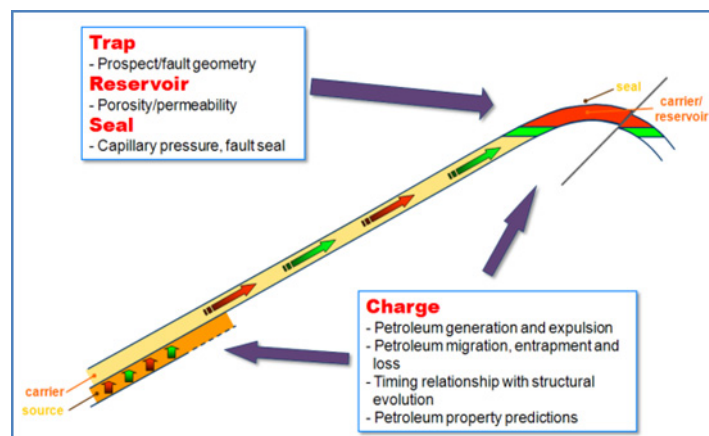 Trap
- Prospect/fault geometry
Reservoir
- Porosity/permeability
Seal
- Capillary pressure, fault seal
seal
carrier/
reservoir
Charge
- Petroleum generation and expulsion
- Petroleum migration, entrapment and
loss
- Timing relationship with structural
evolution
- Petroleum property predictions
carrier
source